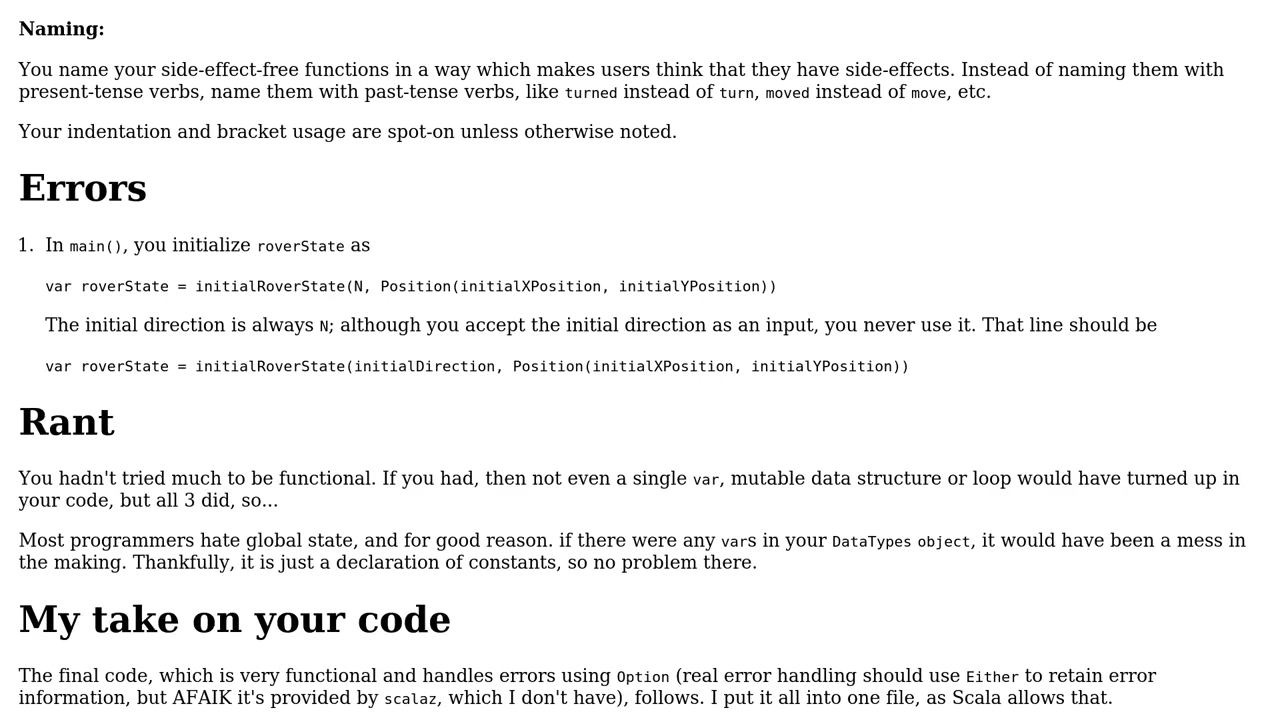 Naming:
You name your side-effect-free functions in a way which makes users think that they have side-effects. Instead of naming them with
present-tense verbs, name them with past-tense verbs, like turned instead of turn, moved instead of move, etc.
Your indentation and bracket usage are spot-on unless otherwise noted.
Errors
1. In main(), you initialize roverState as
var roverState = initialRoverState(N, Position(initialXPosition, initialYPosition))
The initial direction is always N; although you accept the initial direction as an input, you never use it. That line should be
var roverState = initialRoverState(initialDirection, Position(initialXPosition, initialYPosition))
Rant
You hadn't tried much to be functional. If you had, then not even a single var, mutable data structure or loop would have turned up in
your code, but all 3 did, so...
Most programmers hate global state, and for good reason. if there were any vars in your DataTypes object, it would have been a mess in
the making. Thankfully, it is just a declaration of constants, so no problem there.
My take on your code
The final code, which is very functional and handles errors using Option (real error handling should use Either to retain error
information, but AFAIK it's provided by scalaz, which I don't have), follows. I put it all into one file, as Scala allows that.